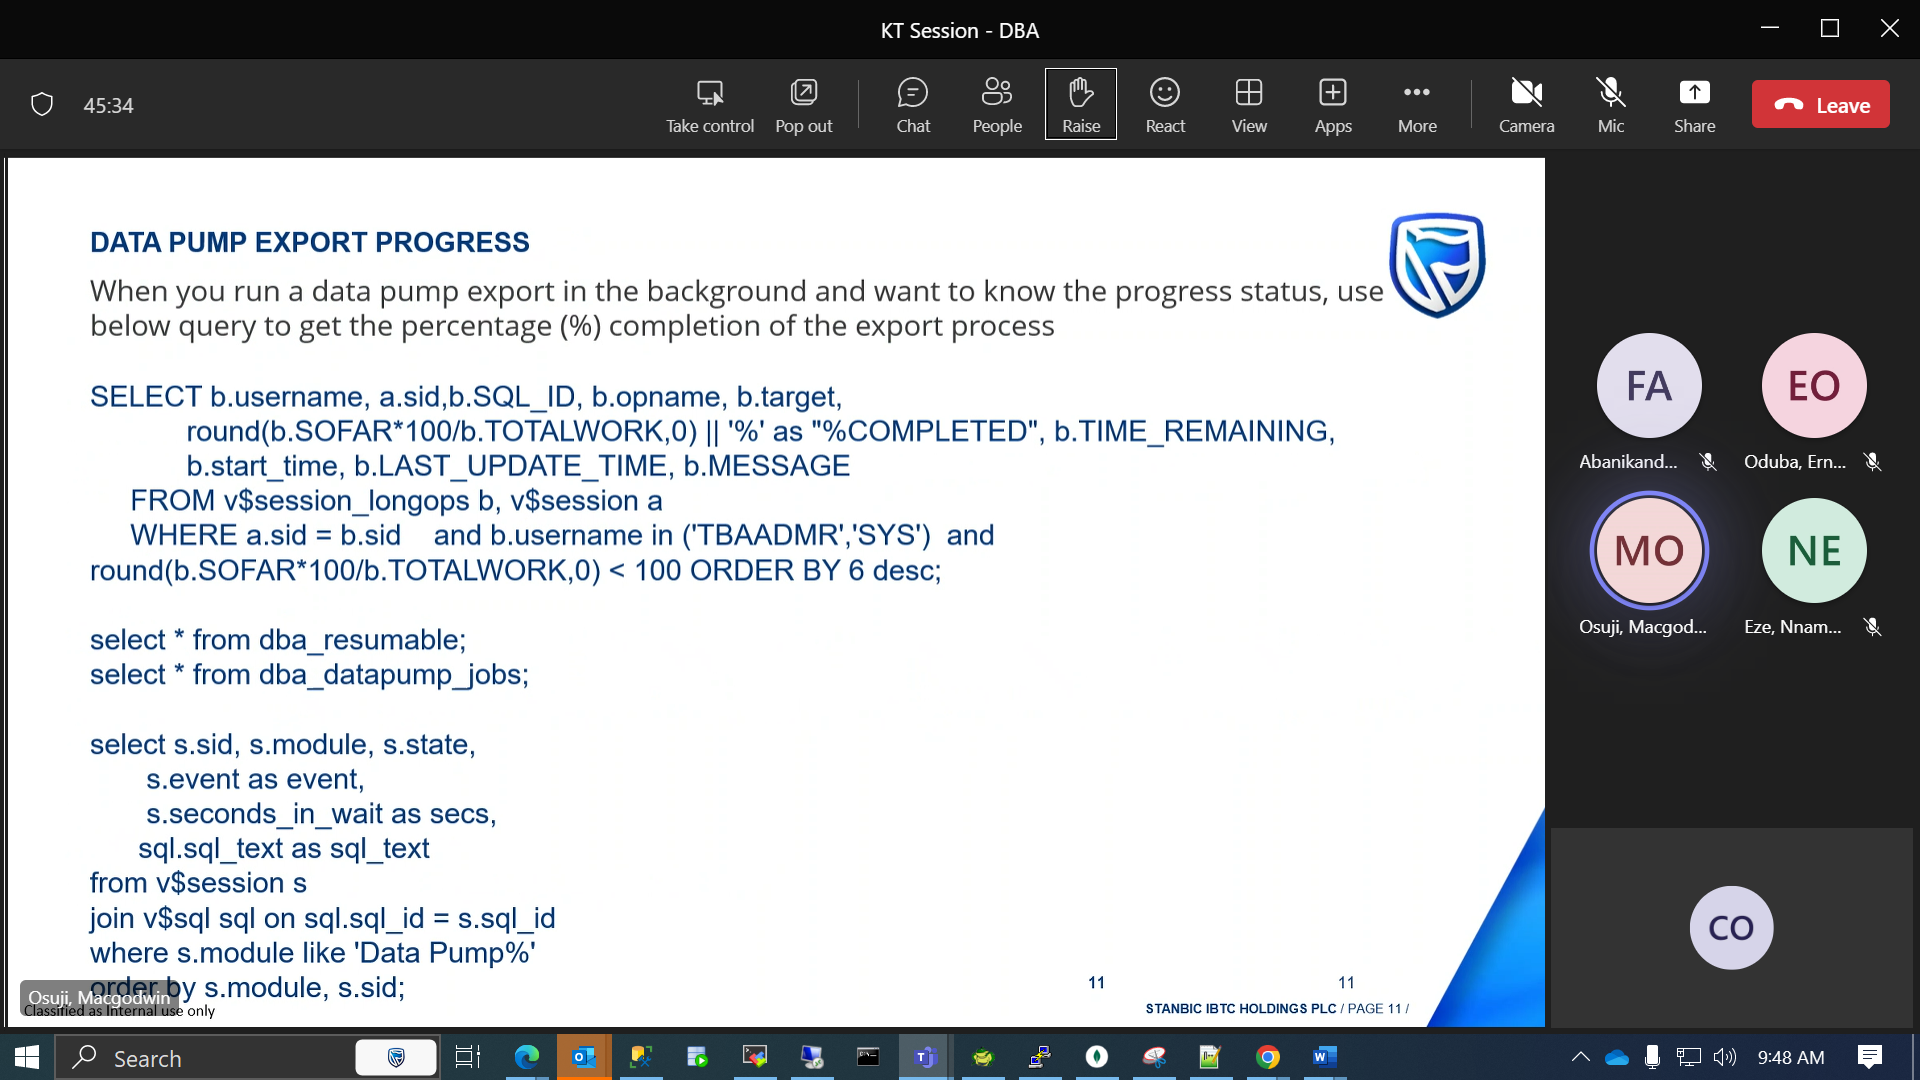 KT Session - DBA
45:34
Take control
Pop out
Chat
People
Raise
React
View
Apps
More
Camera
Mic
Share
Leave
DATA PUMP EXPORT PROGRESS
When you run a data pump export in the background and want to know the progress status, use
below query to get the percentage (%) completion of the export process
SELECT b.username, a.sid,b.SQL_ID, b.opname, b.target,
round(b.SOFAR*100/b.TOTALWORK,0) || '%' as "%COMPLETED", b.TIME_REMAINING,
b.start_time, b.LAST_UPDATE_TIME, b.MESSAGE
FROM v$session_longops b, v$session a
WHERE a.sid = b.sid and b.username in ('TBAADMR','SYS') and
round(b.SOFAR*100/b.TOTALWORK,0) < 100 ORDER BY 6 desc;
select * from dba_resumable;
select * from dba_datapump_jobs;
select s.sid, s.module, s.state,
s.event as event,
s.seconds_in_wait as secs,
sql.sql_text as sql_text
from v$session s
join v$sql sql on sql.sql_id = s.sql_id
where s.module like 'Data Pump%'
order by s.module, s.sid;
Osuji, Macgodwin
Classified as Internal use only
11
11
STANBIC IBTC HOLDINGS PLC / PAGE 11 /
FA
EO
Abanikand...
Oduba, Ern...
MO
NE
Osuji, Macgod...
Eze, Nnam...
CO
Search
9:48 AM